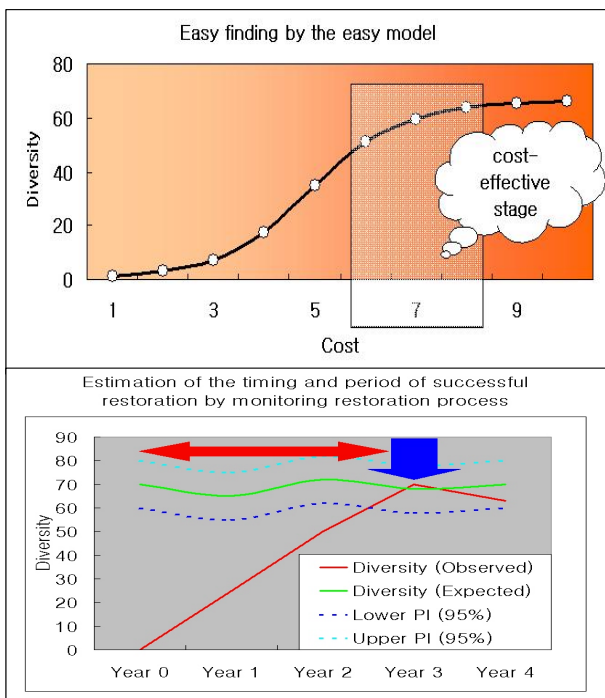 Easy finding by the easy model
80
60
40
20
0
Diversity
cost-
effective
stage
1 3 5 7 9
Cost
Estimation of the timing and period of successful
restoration by monitoring restoration process
90
80
70
60
50
40
30
20
10
0
Diversity
Diversity (Observed)
Diversity (Expected)
Lower PI (95%)
Upper PI (95%)
Year 0 Year 1 Year 2 Year 3 Year 4